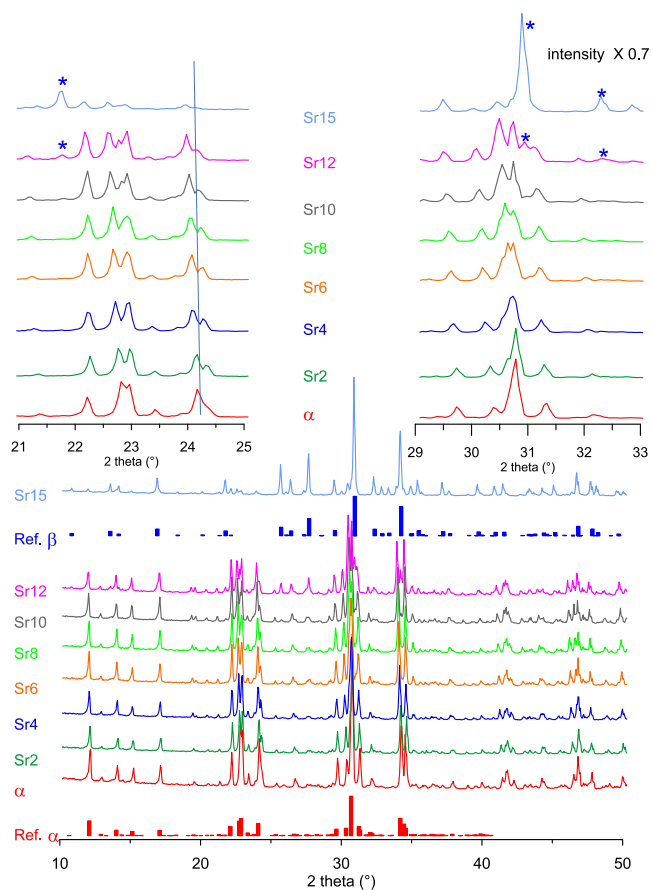 * * intensity X 0.7
* Sr15 *
* Sr12 * *
Sr10
Sr8
Sr6
Sr4
Sr2
α
21 22 23 24 25 29 30 31 32 33
2 theta (°) 2 theta (°)
Sr15
Ref. β
Sr12
Sr10
Sr8
Sr6
Sr4
Sr2
α
Ref. α
10 20 30 40 50
2 theta (°)